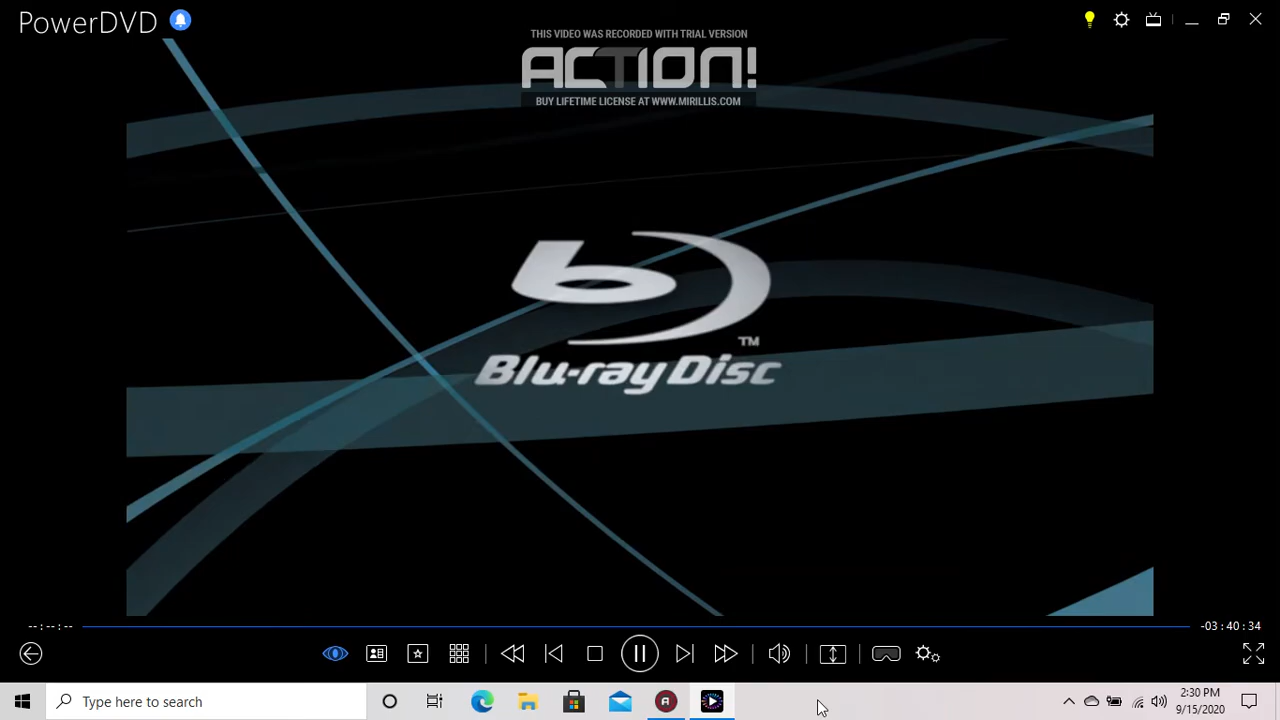 PowerDVD
THIS VIDEO WAS RECORDED WITH TRIAL VERSION
ACTION!
BUY LIFETIME LICENSE AT WWW.MIRILLIS.COM
b
TM
Blu-ray Disc
--:--:--
-03:40:34
Type here to search
A
2:30 PM
9/15/2020